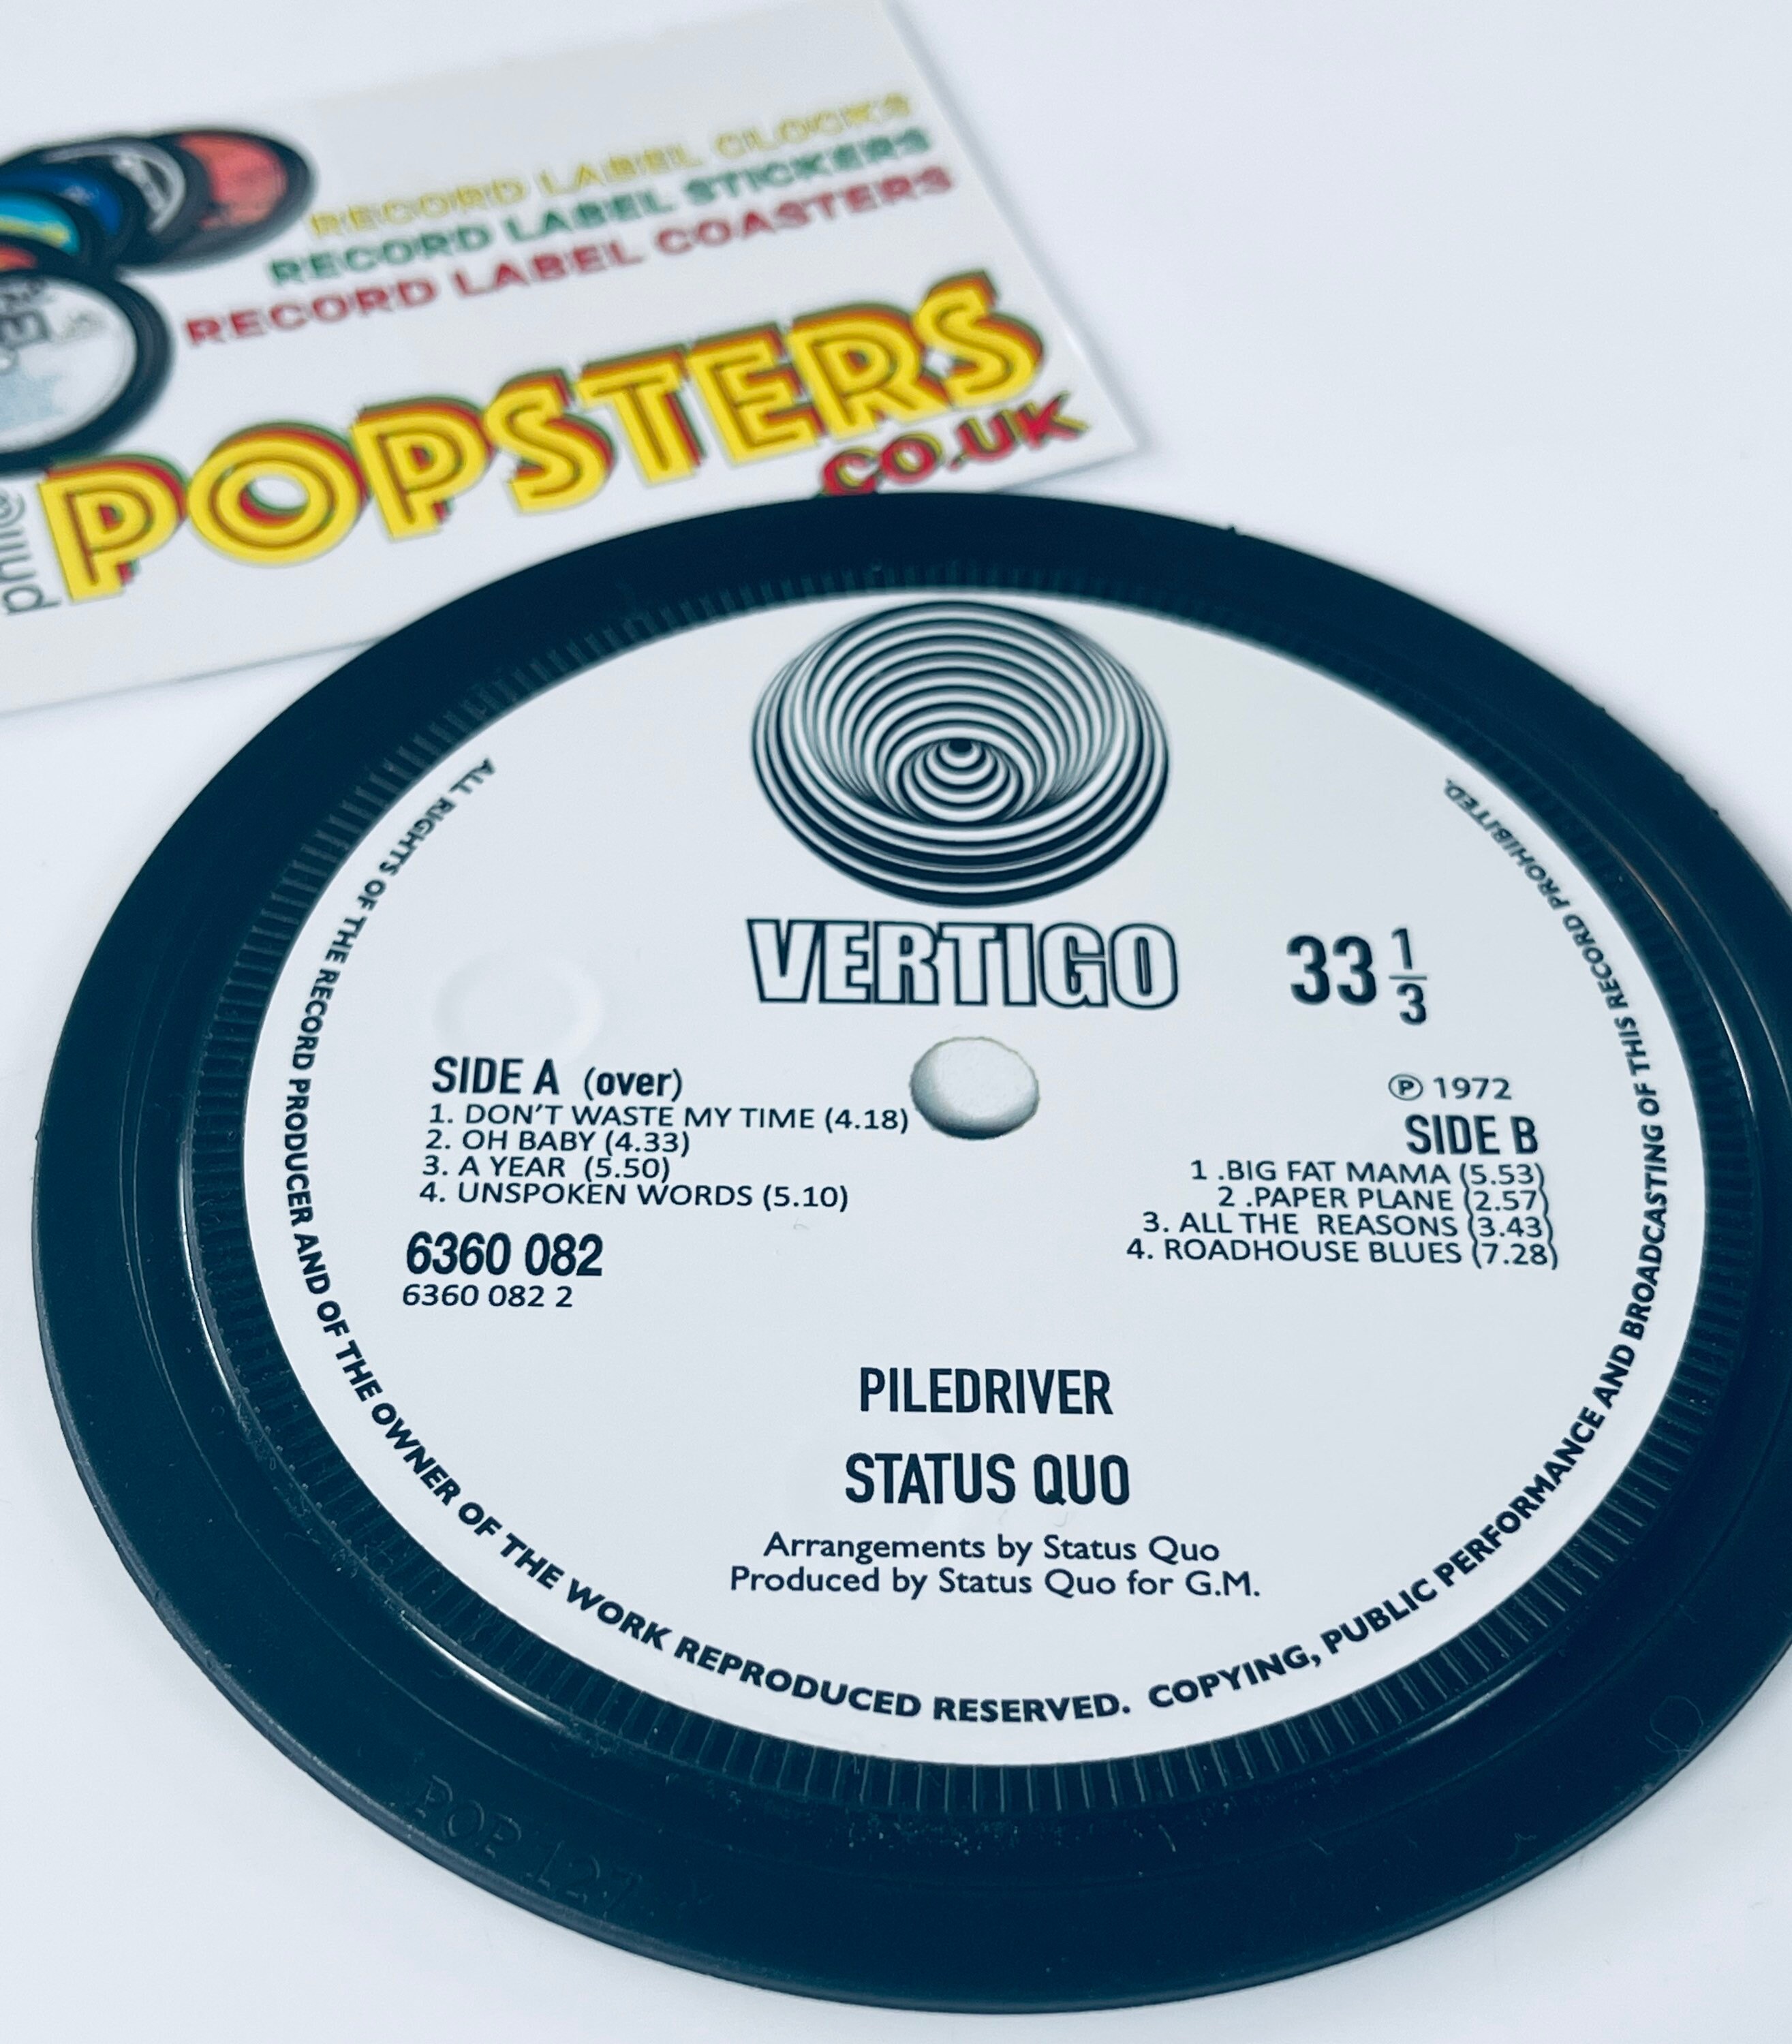 RECORD LABEL CLOCKS
RECORD LABEL STICKERS
RECORD LABEL COASTERS
POPSTERS
CO.UK
phil@
VERTIGO
33 1/3
SIDE A (over)
1. DON'T WASTE MY TIME (4.18)
2. OH BABY (4.33)
3. A YEAR (5.50)
4. UNSPOKEN WORDS (5.10)
6360 082
6360 082 2
℗ 1972
SIDE B
1 .BIG FAT MAMA (5.53)
2 .PAPER PLANE (2.57)
3. ALL THE REASONS (3.43)
4. ROADHOUSE BLUES (7.28)
PILEDRIVER
STATUS QUO
Arrangements by Status Quo
Produced by Status Quo for G.M.
ALL RIGHTS OF THE RECORD PRODUCER AND OF THE OWNER OF THE WORK REPRODUCED RESERVED. COPYING, PUBLIC PERFORMANCE AND BROADCASTING OF THIS RECORD PROHIBITED.